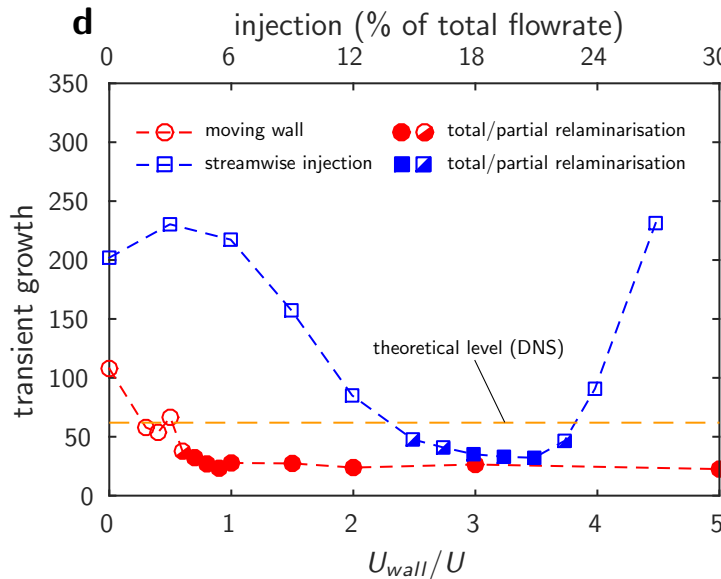 d
injection (% of total flowrate)
0 6 12 18 24 30
350
300
250
200
150
100
50
0
transient growth
moving wall total/partial relaminarisation
streamwise injection total/partial relaminarisation
theoretical level (DNS)
0 1 2 3 4 5
U_wall/U